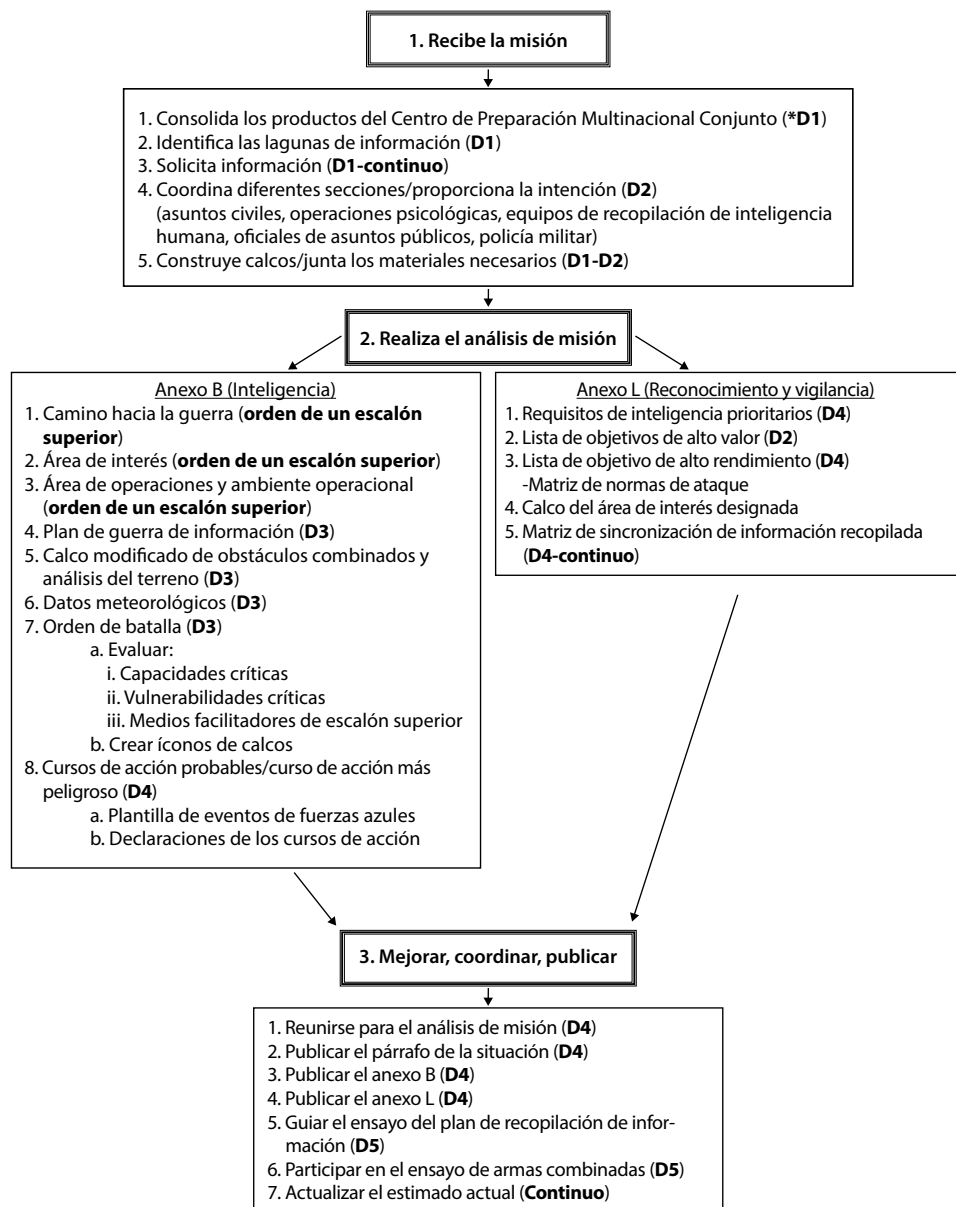 1. Recibe la misión
1. Consolida los productos del Centro de Preparación Multinacional Conjunto (*D1)
2. Identifica las lagunas de información (D1)
3. Solicita información (D1-continuo)
4. Coordina diferentes secciones/proporciona la intención (D2)
(asuntos civiles, operaciones psicológicas, equipos de recopilación de inteligencia
humana, oficiales de asuntos públicos, policía militar)
5. Construye calcos/junta los materiales necesarios (D1-D2)
2. Realiza el análisis de misión
Anexo B (Inteligencia)
1. Camino hacia la guerra (orden de un escalón
superior)
2. Área de interés (orden de un escalón superior)
3. Área de operaciones y ambiente operacional
(orden de un escalón superior)
4. Plan de guerra de información (D3)
5. Calco modificado de obstáculos combinados y
análisis del terreno (D3)
6. Datos meteorológicos (D3)
7. Orden de batalla (D3)
a. Evaluar:
i. Capacidades críticas
ii. Vulnerabilidades críticas
iii. Medios facilitadores de escalón superior
b. Crear íconos de calcos
8. Cursos de acción probables/curso de acción más
peligroso (D4)
a. Plantilla de eventos de fuerzas azules
b. Declaraciones de los cursos de acción
Anexo L (Reconocimiento y vigilancia)
1. Requisitos de inteligencia prioritarios (D4)
2. Lista de objetivos de alto valor (D2)
3. Lista de objetivo de alto rendimiento (D4)
-Matriz de normas de ataque
4. Calco del área de interés designada
5. Matriz de sincronización de información recopilada
(D4-continuo)
3. Mejorar, coordinar, publicar
1. Reunirse para el análisis de misión (D4)
2. Publicar el párrafo de la situación (D4)
3. Publicar el anexo B (D4)
4. Publicar el anexo L (D4)
5. Guiar el ensayo del plan de recopilación de infor-
mación (D5)
6. Participar en el ensayo de armas combinadas (D5)
7. Actualizar el estimado actual (Continuo)